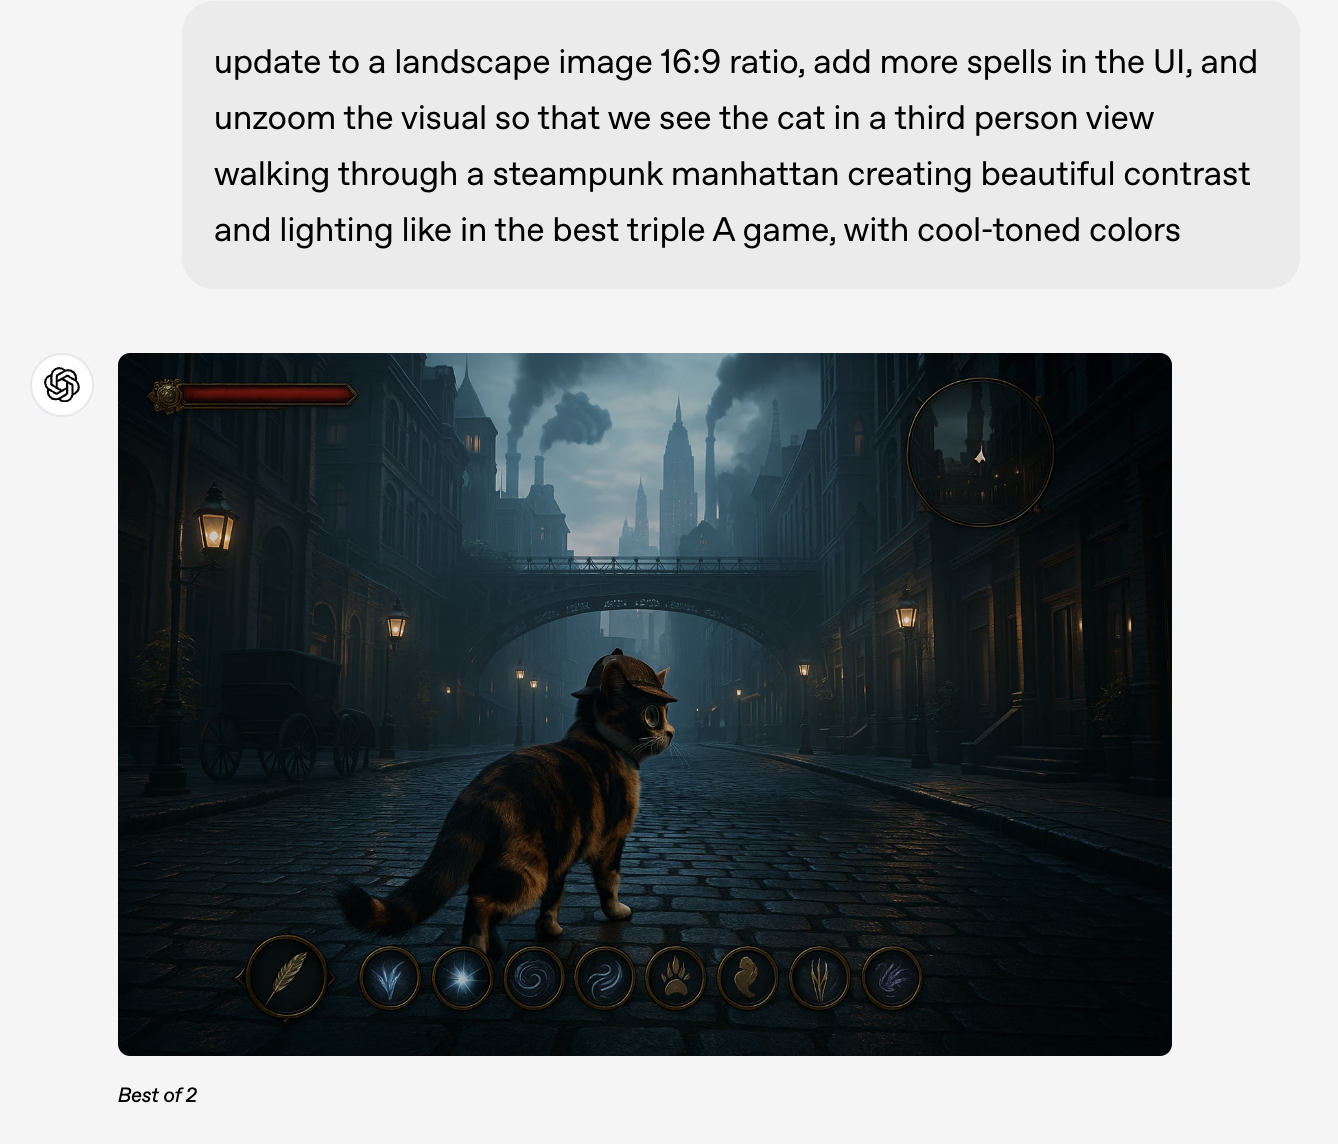 update to a landscape image 16:9 ratio, add more spells in the UI, and
unzoom the visual so that we see the cat in a third person view
walking through a steampunk manhattan creating beautiful contrast
and lighting like in the best triple A game, with cool-toned colors
Best of 2